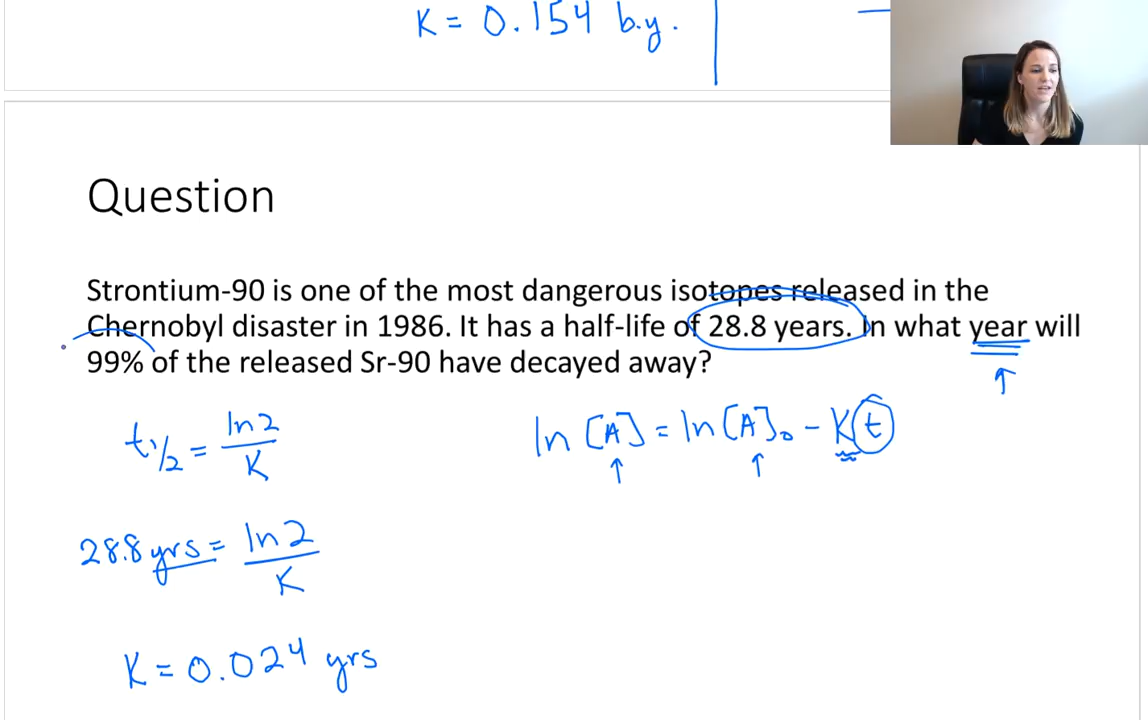 K = 0.154 b.y.
Question
Strontium-90 is one of the most dangerous isotopes released in the
Chernobyl disaster in 1986. It has a half-life of 28.8 years. In what year will
99% of the released Sr-90 have decayed away?
t½ = ln2/K
ln [A] = ln [A]₀ - K(t)
28.8 yrs = ln2/K
K = 0.024 yrs